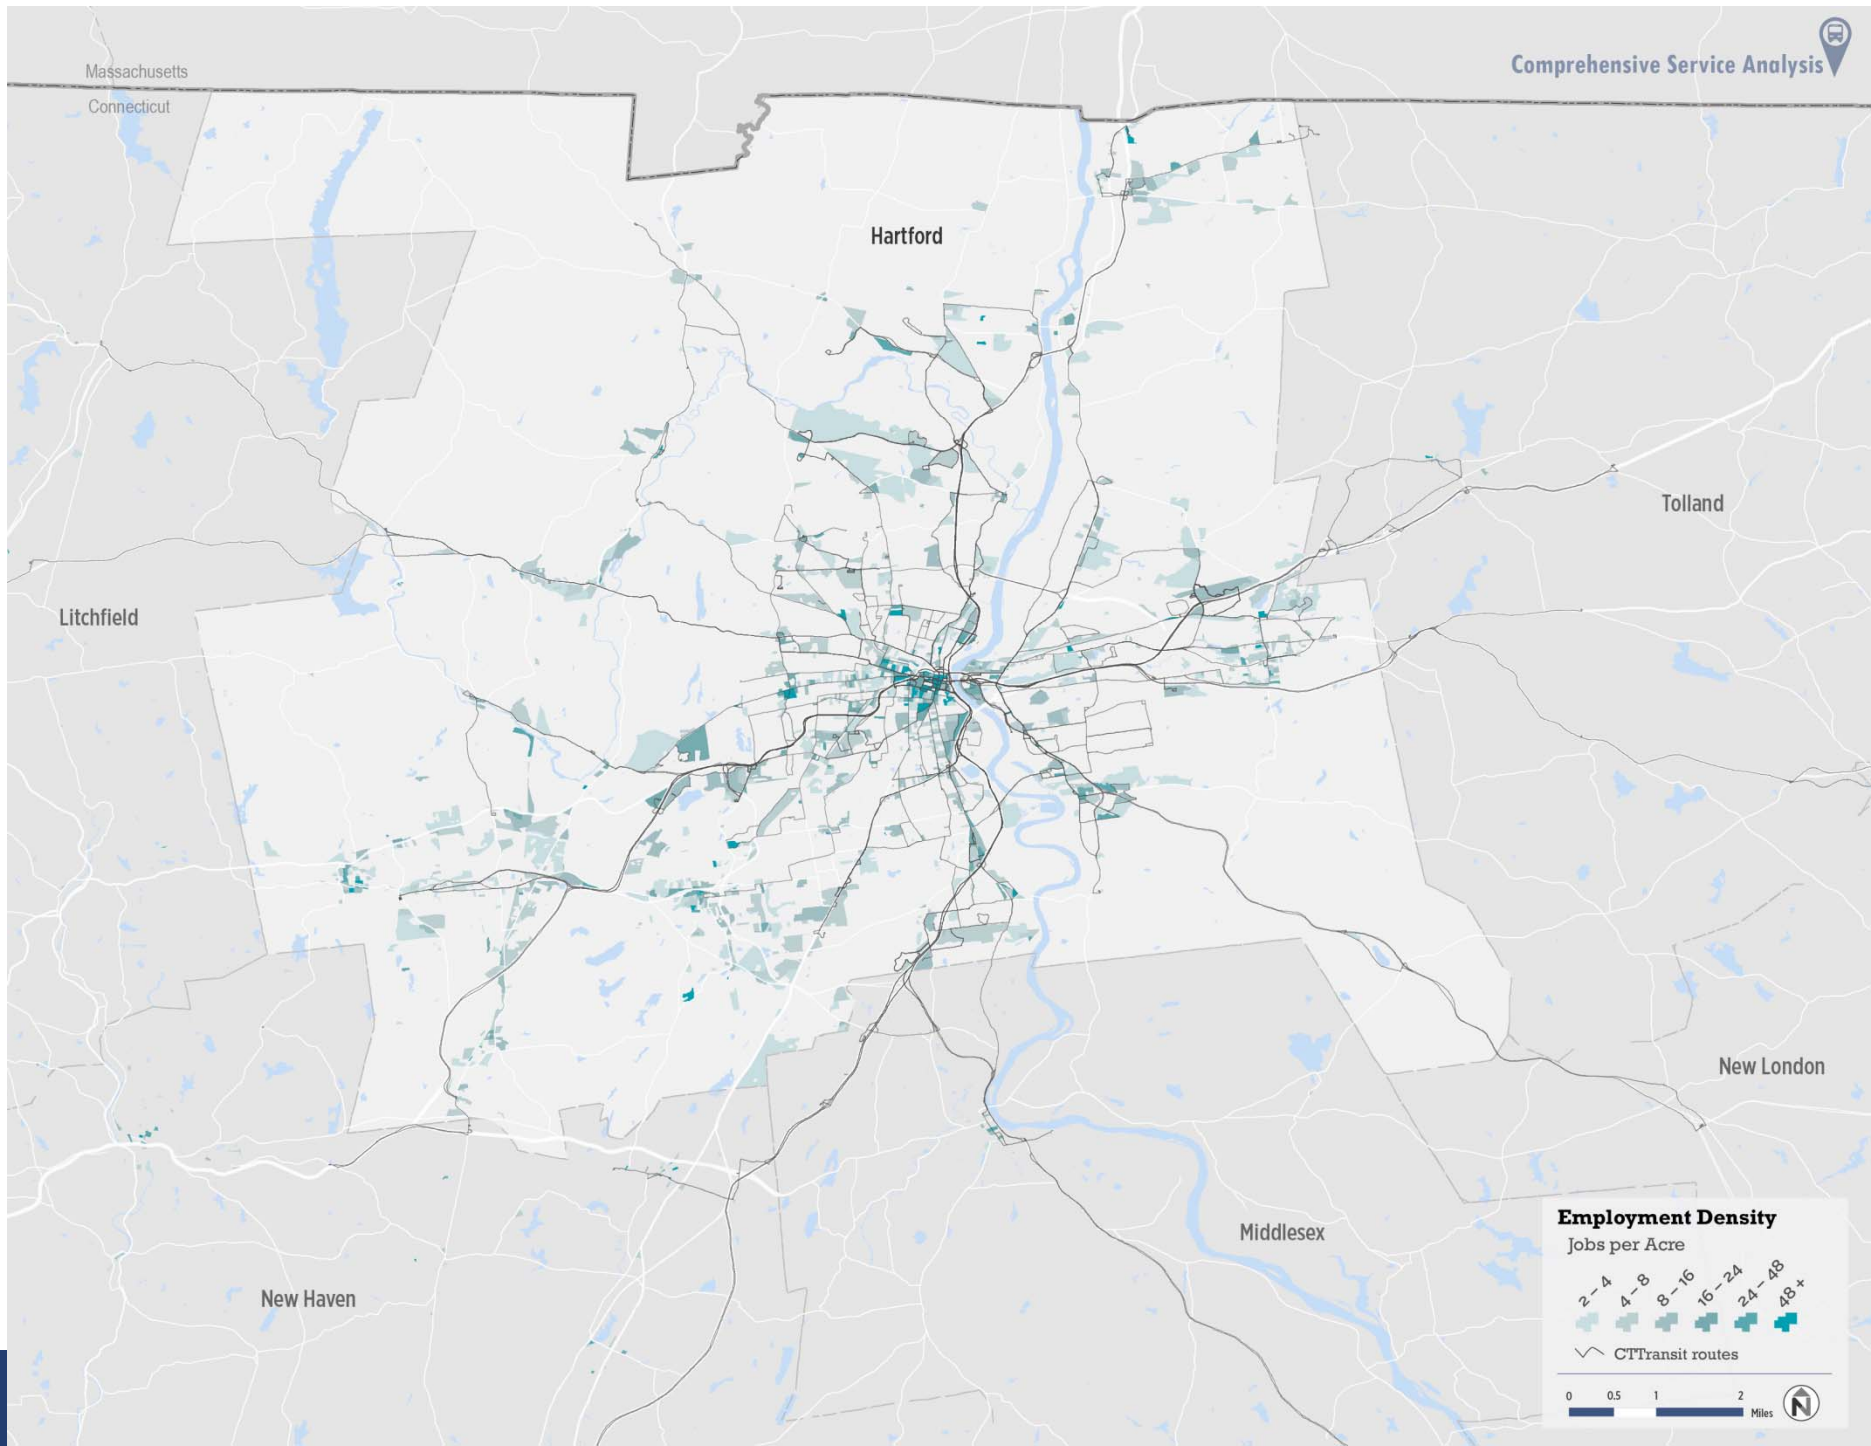 Comprehensive Service Analysis
Massachusetts
Connecticut
Hartford
Tolland
Litchfield
New London
Middlesex
New Haven
Employment Density
Jobs per Acre
2 – 4
4 – 8
8 – 16
16 – 24
24 – 48
48 +
CTTransit routes
0 0.5 1 2
Miles
N